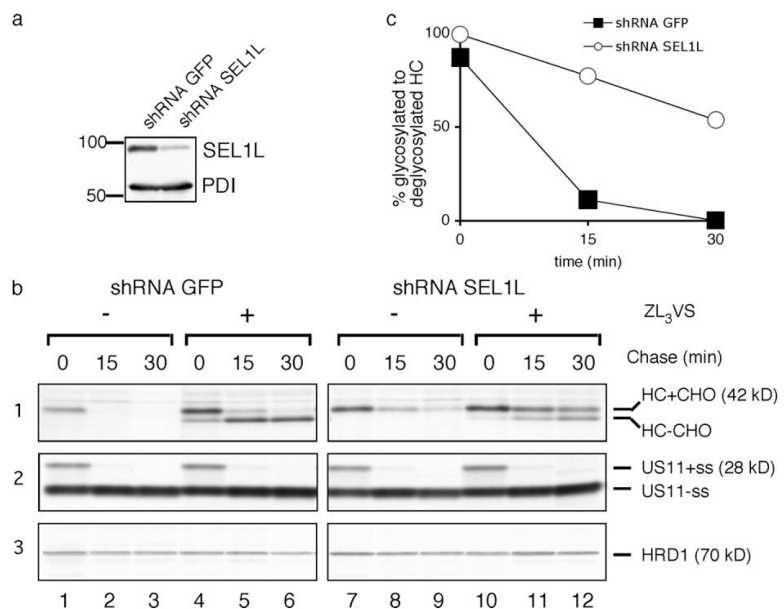 a
shRNA GFP
shRNA SEL1L
100
SEL1L
PDI
50
c
shRNA GFP
shRNA SEL1L
100
50
0
% glycosylated to
deglycosylated HC
0 15 30
time (min)
b
shRNA GFP shRNA SEL1L
- + - + ZL3VS
0 15 30 0 15 30 0 15 30 0 15 30 Chase (min)
1 HC+CHO (42 kD)
HC-CHO
2 US11+ss (28 kD)
US11-ss
3 HRD1 (70 kD)
1 2 3 4 5 6 7 8 9 10 11 12